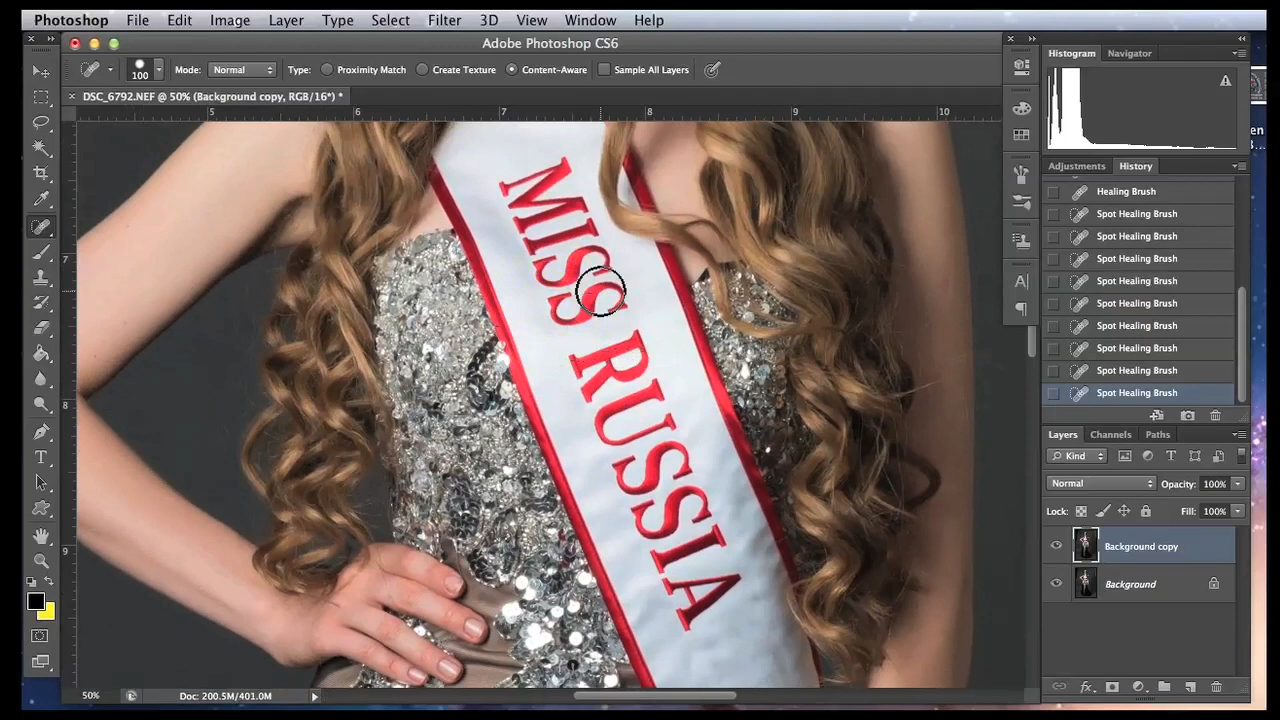 Photoshop File Edit Image Layer Type Select Filter 3D View Window Help
Adobe Photoshop CS6
100 Mode: Normal Type: Proximity Match Create Texture Content-Aware Sample All Layers
DSC_6792.NEF @ 50% (Background copy, RGB/16*) *
5 6 7 8 9 10
7
8
9
MISS RUSSIA
50% Doc: 200.5M/401.0M
Histogram Navigator
Adjustments History
Healing Brush
Spot Healing Brush
Spot Healing Brush
Spot Healing Brush
Spot Healing Brush
Spot Healing Brush
Spot Healing Brush
Spot Healing Brush
Spot Healing Brush
Spot Healing Brush
Layers Channels Paths
Kind
Normal Opacity: 100%
Lock: Fill: 100%
Background copy
Background